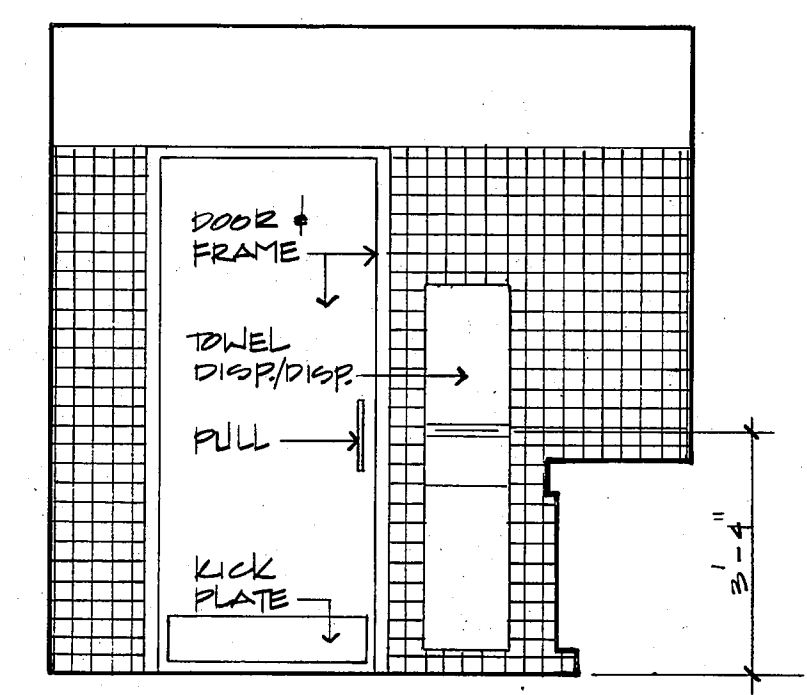 DOOR &
FRAME
TOWEL
DISP./DISP.
PULL
KICK
PLATE
3'-4"